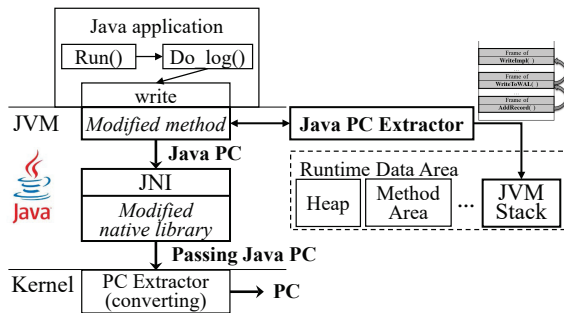 Java application
Run()
Do_log()
write
JVM
Modified method
Java PC Extractor
Frame of
WriteImpl( )
...
Frame of
WriteToWAL( )
...
Frame of
AddRecord( )
Java PC
Runtime Data Area
Heap
Method
Area
...
JVM
Stack
Java
JNI
Modified
native library
Passing Java PC
Kernel
PC Extractor
(converting)
PC